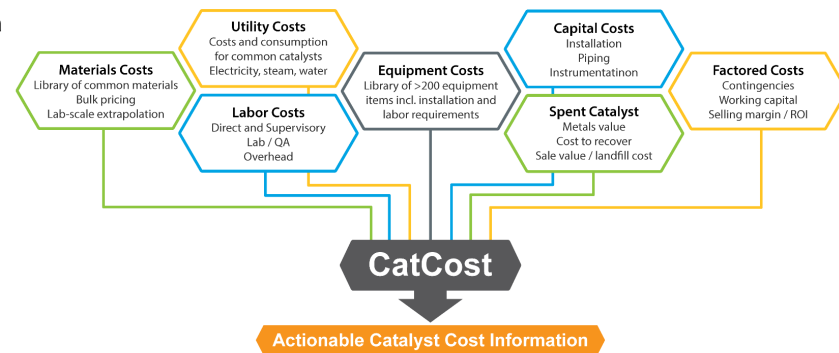 Utility Costs
Costs and consumption
for common catalysts
Electricity, steam, water
Capital Costs
Installation
Piping
Instrumentatinon
Materials Costs
Library of common materials
Bulk pricing
Lab-scale extrapolation
Equipment Costs
Library of >200 equipment
items incl. installation and
labor requirements
Factored Costs
Contingencies
Working capital
Selling margin / ROI
Labor Costs
Direct and Supervisory
Lab / QA
Overhead
Spent Catalyst
Metals value
Cost to recover
Sale value / landfill cost
CatCost
Actionable Catalyst Cost Information